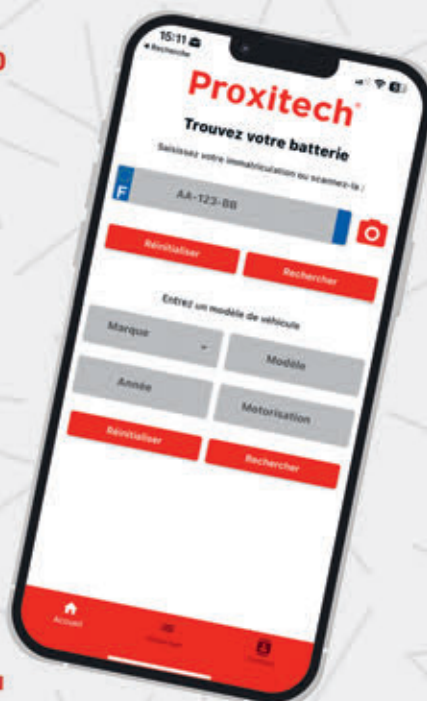 15:11
Recherche
Proxitech
Trouvez votre batterie
Saisissez votre immatriculation ou scannez-la :
F
AA-123-BB
Réinitialiser
Rechercher
Entrez un modèle de véhicule
Marque
Modèle
Année
Motorisation
Réinitialiser
Rechercher
Accueil